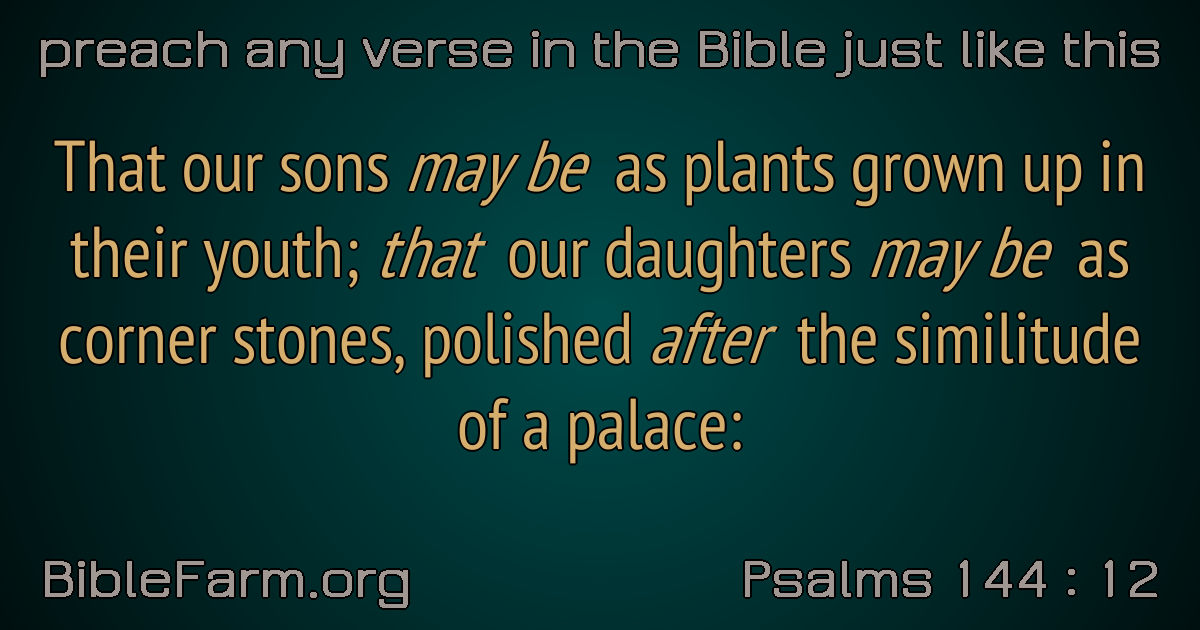 preach any verse in the Bible just like this
That our sons may be as plants grown up in
their youth; that our daughters may be as
corner stones, polished after the similitude
of a palace:
BibleFarm.org
Psalms 144 : 12